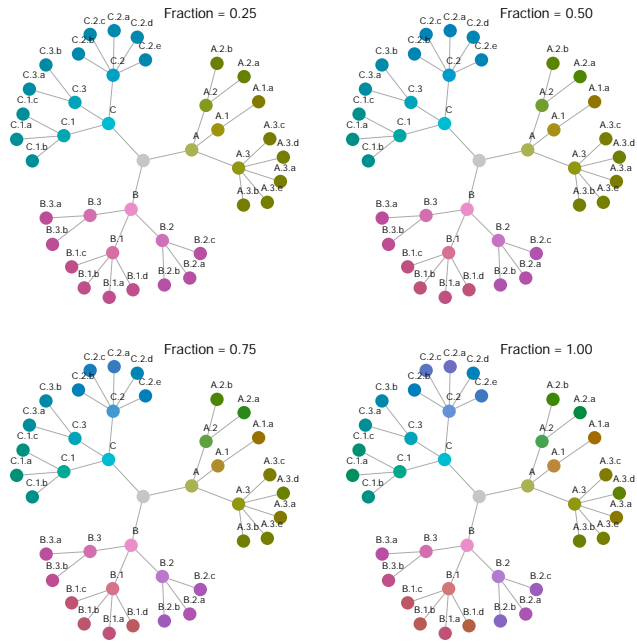 Fraction = 0.25
C.2.c
C.2.a
C.2.d
C.2.b
C.2.e
C.2
C.3.b
C.3.a
C.3
C.1.c
C.1.a
C.1
C.1.b
C
A.2.b
A.2.a
A.2
A.1.a
A.1
A
A.3.c
A.3.d
A.3
A.3.a
A.3.e
A.3.b
B
B.3.a
B.3
B.3.b
B.2
B.2.c
B.2.a
B.2.b
B.1
B.1.c
B.1.b
B.1.a
B.1.d
Fraction = 0.50
C.2.c
C.2.a
C.2.d
C.2.b
C.2.e
C.2
C.3.b
C.3.a
C.3
C.1.c
C.1.a
C.1
C.1.b
C
A.2.b
A.2.a
A.2
A.1.a
A.1
A
A.3.c
A.3.d
A.3
A.3.a
A.3.e
A.3.b
B
B.3.a
B.3
B.3.b
B.2
B.2.c
B.2.a
B.2.b
B.1
B.1.c
B.1.b
B.1.a
B.1.d
Fraction = 0.75
C.2.c
C.2.a
C.2.d
C.2.b
C.2.e
C.2
C.3.b
C.3.a
C.3
C.1.c
C.1.a
C.1
C.1.b
C
A.2.b
A.2.a
A.2
A.1.a
A.1
A
A.3.c
A.3.d
A.3
A.3.a
A.3.e
A.3.b
B
B.3.a
B.3
B.3.b
B.2
B.2.c
B.2.a
B.2.b
B.1
B.1.c
B.1.b
B.1.a
B.1.d
Fraction = 1.00
C.2.c
C.2.a
C.2.d
C.2.b
C.2.e
C.2
C.3.b
C.3.a
C.3
C.1.c
C.1.a
C.1
C.1.b
C
A.2.b
A.2.a
A.2
A.1.a
A.1
A
A.3.c
A.3.d
A.3
A.3.a
A.3.e
A.3.b
B
B.3.a
B.3
B.3.b
B.2
B.2.c
B.2.a
B.2.b
B.1
B.1.c
B.1.b
B.1.a
B.1.d